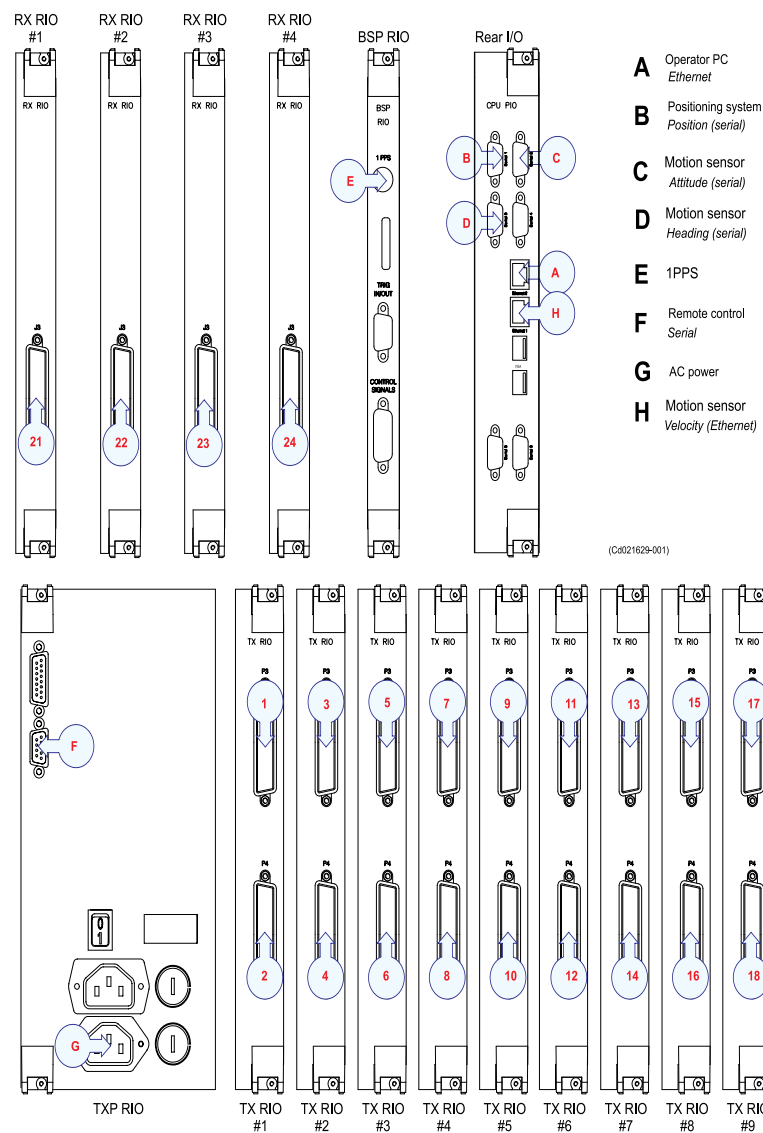 RX RIO
#1
RX RIO
#2
RX RIO
#3
RX RIO
#4
BSP RIO
Rear I/O
RX RIO
RX RIO
RX RIO
RX RIO
BSP
RIO
CPU PIO
1 PPS
E
B
C
Serial 1
D
A
Ethernet2
H
Ethernet 1
TRIG
IN/OUT
CONTROL
SIGNALS
J3
J3
J3
J3
21
22
23
24
A Operator PC
Ethernet
B Positioning system
Position (serial)
C Motion sensor
Attitude (serial)
D Motion sensor
Heading (serial)
E 1PPS
F Remote control
Serial
G AC power
H Motion sensor
Velocity (Ethernet)
(Cd021629-001)
TX RIO
TX RIO
TX RIO
TX RIO
TX RIO
TX RIO
TX RIO
TX RIO
TX RIO
P3
P3
P3
P3
P3
P3
P3
P3
P3
1
3
5
7
9
11
13
15
17
F
P4
P4
P4
P4
P4
P4
P4
P4
P4
0
1
2
4
6
8
10
12
14
16
18
G
TXP RIO
TX RIO
#1
TX RIO
#2
TX RIO
#3
TX RIO
#4
TX RIO
#5
TX RIO
#6
TX RIO
#7
TX RIO
#8
TX RIO
#9